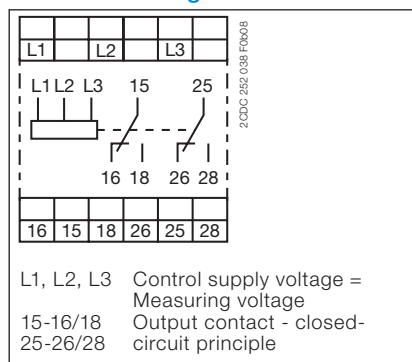 L1 L2 L3
L1 L2 L3 15 25
16 18 26 28
16 15 18 26 25 28
2CDC 252 038 F0b08
L1, L2, L3 Control supply voltage =
Measuring voltage
15-16/18 Output contact - closed-
25-26/28 circuit principle